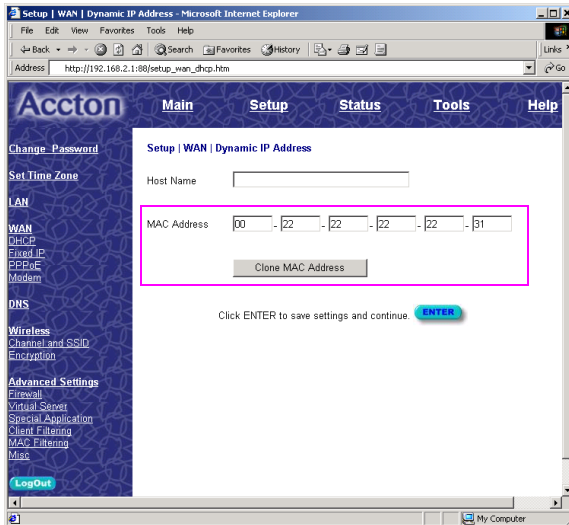 Setup | WAN | Dynamic IP Address - Microsoft Internet Explorer
File Edit View Favorites Tools Help
Back Search Favorites History Links
Address http://192.168.2.1:88/setup_wan_dhcp.htm Go
Accton Main Setup Status Tools Help
Change Password
Setup | WAN | Dynamic IP Address
Set Time Zone
Host Name
LAN
MAC Address 00 - 22 - 22 - 22 - 22 - 31
WAN
DHCP
Fixed IP
PPPoE
Modem
Clone MAC Address
DNS
Click ENTER to save settings and continue. ENTER
Wireless
Channel and SSID
Encryption
Advanced Settings
Firewall
Virtual Server
Special Application
Client Filtering
MAC Filtering
Misc
LogOut
My Computer